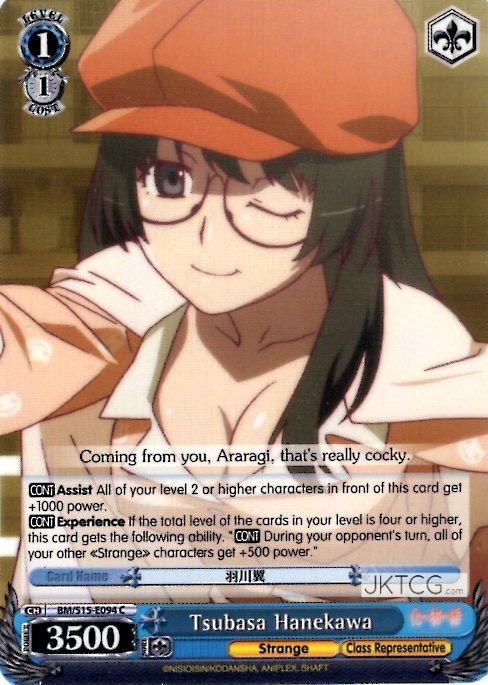 LEVEL
1
1
COST
Coming from you, Araragi, that's really cocky.
CONT Assist All of your level 2 or higher characters in front of this card get
+1000 power.
CONT Experience If the total level of the cards in your level is four or higher,
this card gets the following ability. "CONT During your opponent's turn, all of
your other «Strange» characters get +500 power."
Card Name 羽川翼
JKTCG.com
CH BM/S15-E094 C
3500
Tsubasa Hanekawa
Strange Class Representative
©NISIOISIN/KODANSHA, ANIPLEX, SHAFT